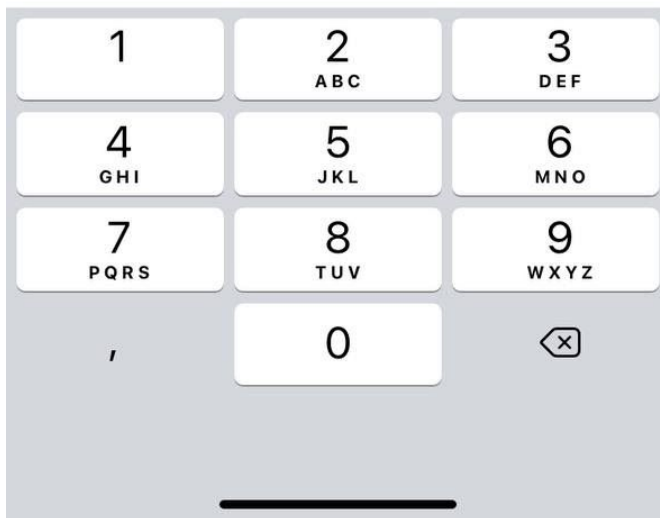 1 2 3
ABC DEF
4 5 6
GHI JKL MNO
7 8 9
PQRS TUV WXYZ
, 0